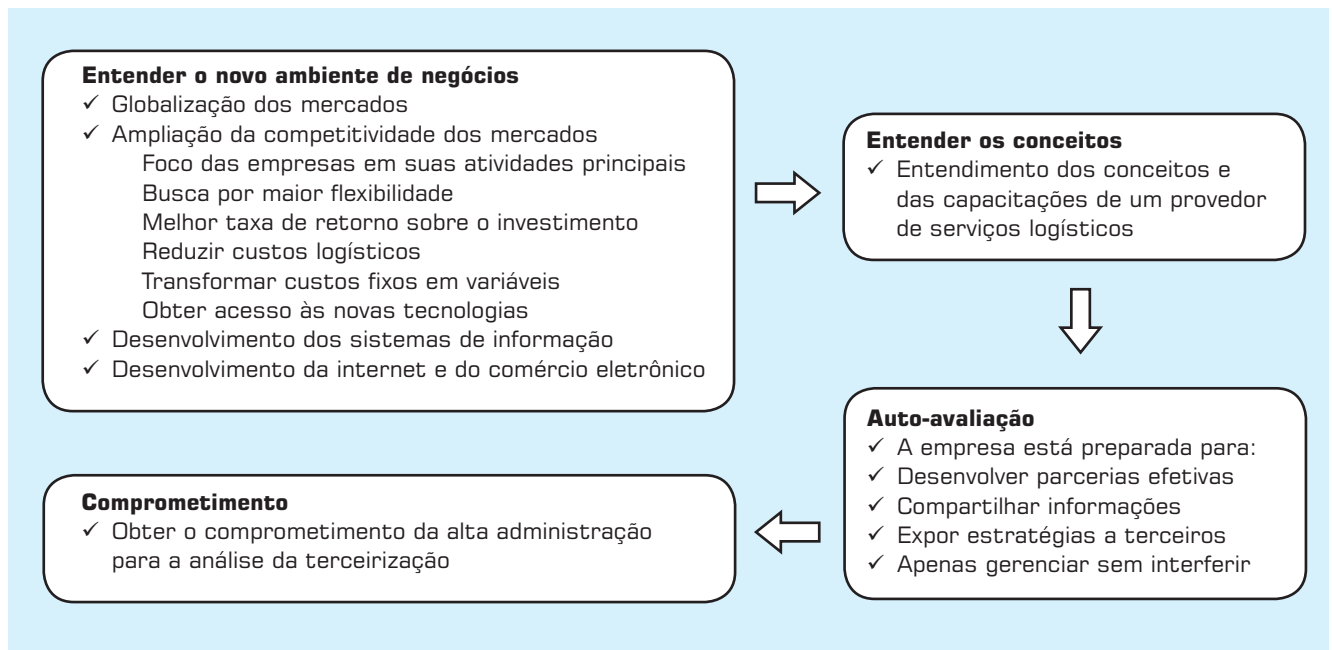 Entender o novo ambiente de negócios
✓ Globalização dos mercados
✓ Ampliação da competitividade dos mercados
Foco das empresas em suas atividades principais
Busca por maior flexibilidade
Melhor taxa de retorno sobre o investimento
Reduzir custos logísticos
Transformar custos fixos em variáveis
Obter acesso às novas tecnologias
✓ Desenvolvimento dos sistemas de informação
✓ Desenvolvimento da internet e do comércio eletrônico
Entender os conceitos
✓ Entendimento dos conceitos e
das capacitações de um provedor
de serviços logísticos
Auto-avaliação
✓ A empresa está preparada para:
✓ Desenvolver parcerias efetivas
✓ Compartilhar informações
✓ Expor estratégias a terceiros
✓ Apenas gerenciar sem interferir
Comprometimento
✓ Obter o comprometimento da alta administração
para a análise da terceirização